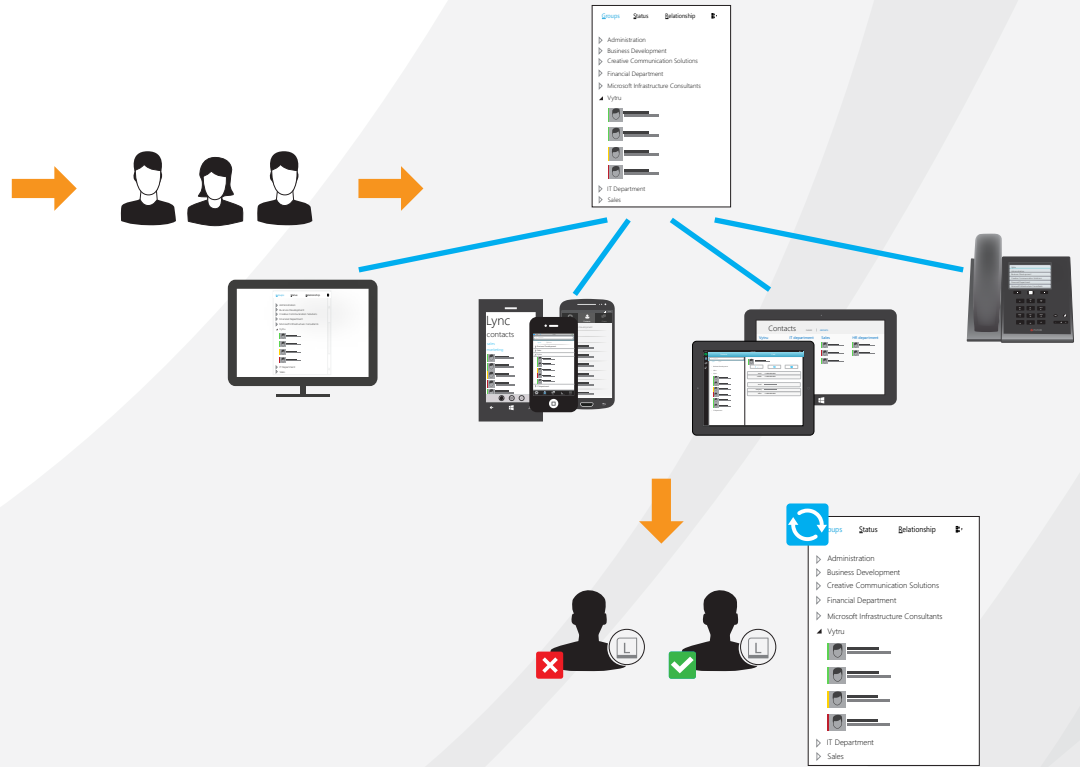 Groups Status Relationship
Administration
Business Development
Creative Communication Solutions
Financial Department
Microsoft Infrastructure Consultants
Vytru
IT Department
Sales
Lync
contacts
Contacts
Sales
HR department
IT department
oups Status Relationship
Administration
Business Development
Creative Communication Solutions
Financial Department
Microsoft Infrastructure Consultants
Vytru
IT Department
Sales
L
L